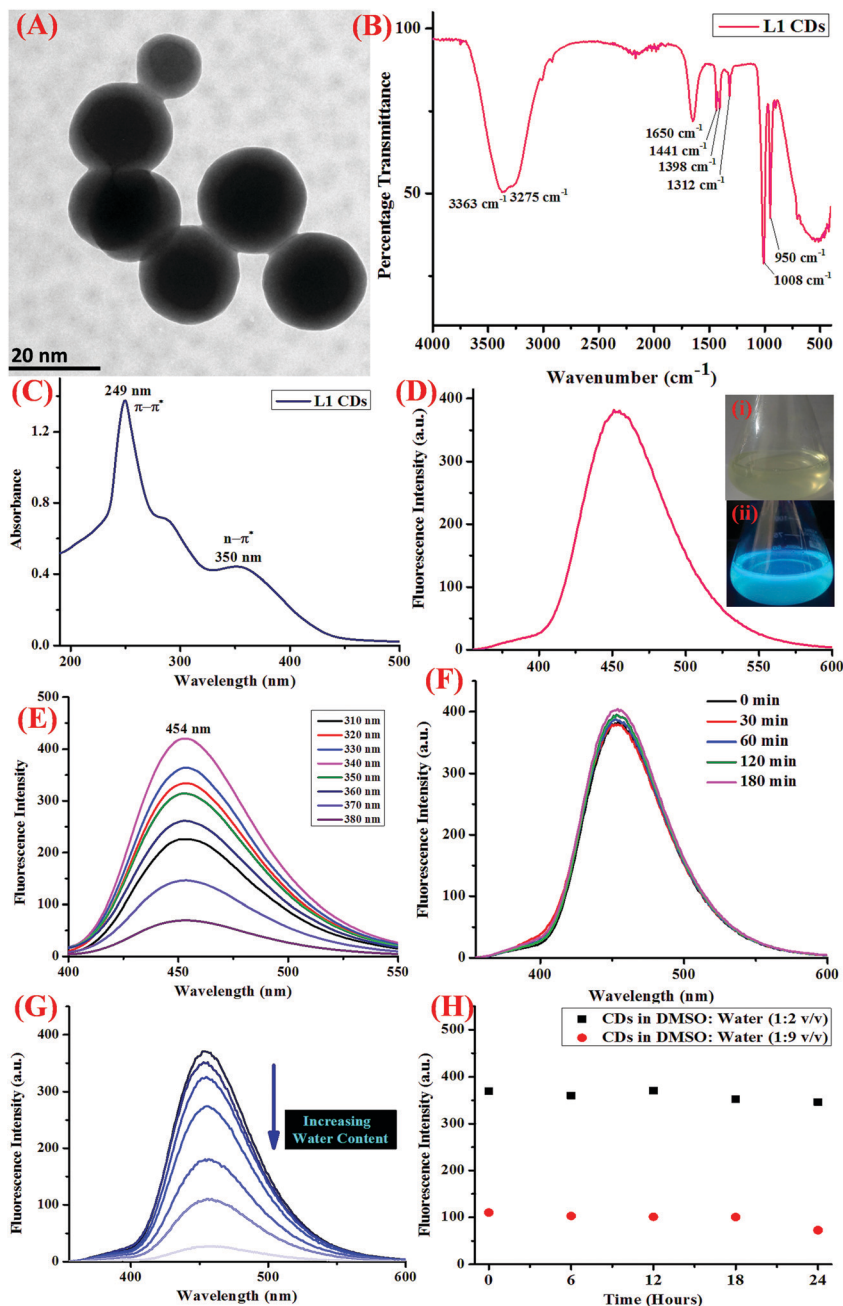 (A)
20 nm
(B)
L1 CDs
Percentage Transmittance
100
50
3363 cm⁻¹
3275 cm⁻¹
1650 cm⁻¹
1441 cm⁻¹
1398 cm⁻¹
1312 cm⁻¹
950 cm⁻¹
1008 cm⁻¹
4000 3500 3000 2500 2000 1500 1000 500
Wavenumber (cm⁻¹)
(C)
L1 CDs
249 nm
π–π*
n–π*
350 nm
Absorbance
1.2
0.8
0.4
0.0
200 300 400 500
Wavelength (nm)
(D)
(i)
(ii)
Fluorescence Intensity (a.u.)
400
300
200
100
0
400 450 500 550 600
Wavelength (nm)
(E)
454 nm
310 nm
320 nm
330 nm
340 nm
350 nm
360 nm
370 nm
380 nm
Fluorescence Intensity
500
450
400
350
300
250
200
150
100
50
0
400 450 500 550
Wavelength (nm)
(F)
0 min
30 min
60 min
120 min
180 min
Fluorescence Intensity (a.u.)
400
300
200
100
0
400 500 600
Wavelength (nm)
(G)
Increasing
Water Content
Fluorescence Intensity (a.u.)
400
300
200
100
0
400 500 600
Wavelength (nm)
(H)
CDs in DMSO: Water (1:2 v/v)
CDs in DMSO: Water (1:9 v/v)
Fluorescence Intensity (a.u.)
500
400
300
200
100
0
0 6 12 18 24
Time (Hours)